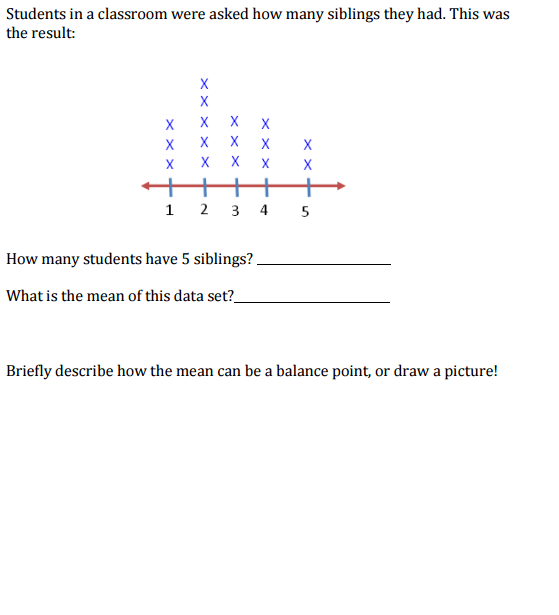 Students in a classroom were asked how many siblings they had. This was
the result:
X
X
X X X X
X X X X X
X X X X X
1 2 3 4 5
How many students have 5 siblings? _______________
What is the mean of this data set?_______________
Briefly describe how the mean can be a balance point, or draw a picture!